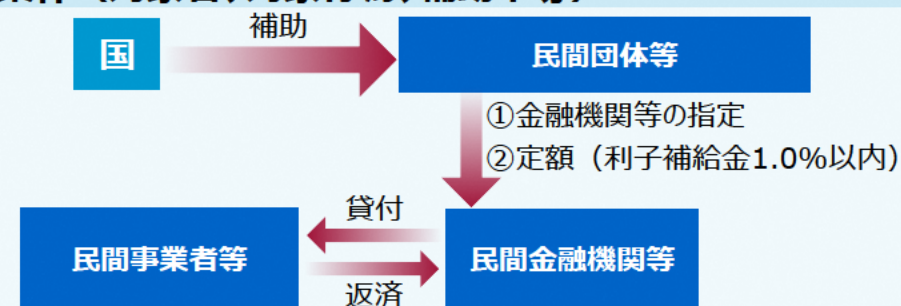 補助
国
民間団体等
①金融機関等の指定
②定額（利子補給金1.0%以内）
貸付
民間事業者等
民間金融機関等
返済